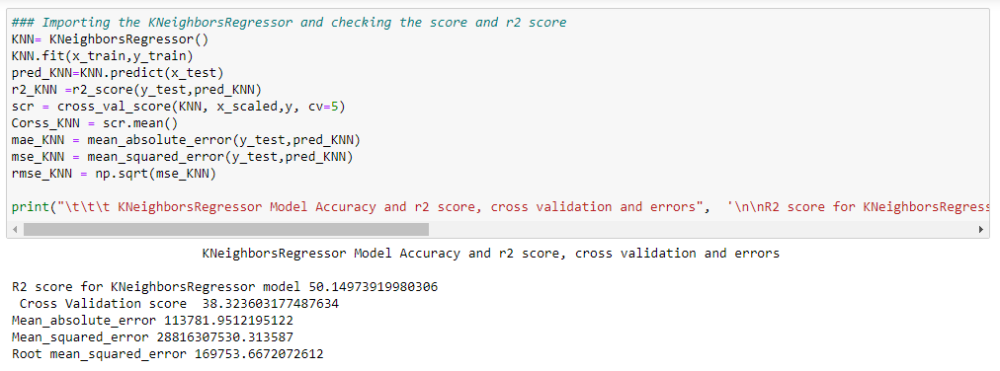 ### Importing the KNeighborsRegressor and checking the score and r2 score
KNN= KNeighborsRegressor()
KNN.fit(x_train,y_train)
pred_KNN=KNN.predict(x_test)
r2_KNN =r2_score(y_test,pred_KNN)
scr = cross_val_score(KNN, x_scaled,y, cv=5)
Corss_KNN = scr.mean()
mae_KNN = mean_absolute_error(y_test,pred_KNN)
mse_KNN = mean_squared_error(y_test,pred_KNN)
rmse_KNN = np.sqrt(mse_KNN)
print("\t\t\t KNeighborsRegressor Model Accuracy and r2 score, cross validation and errors",  '\n\nR2 score for KNeighborsRegress
KNeighborsRegressor Model Accuracy and r2 score, cross validation and errors
R2 score for KNeighborsRegressor model 50.14973919980306
Cross Validation score  38.323603177487634
Mean_absolute_error 113781.9512195122
Mean_squared_error 28816307530.313587
Root mean_squared_error 169753.6672072612